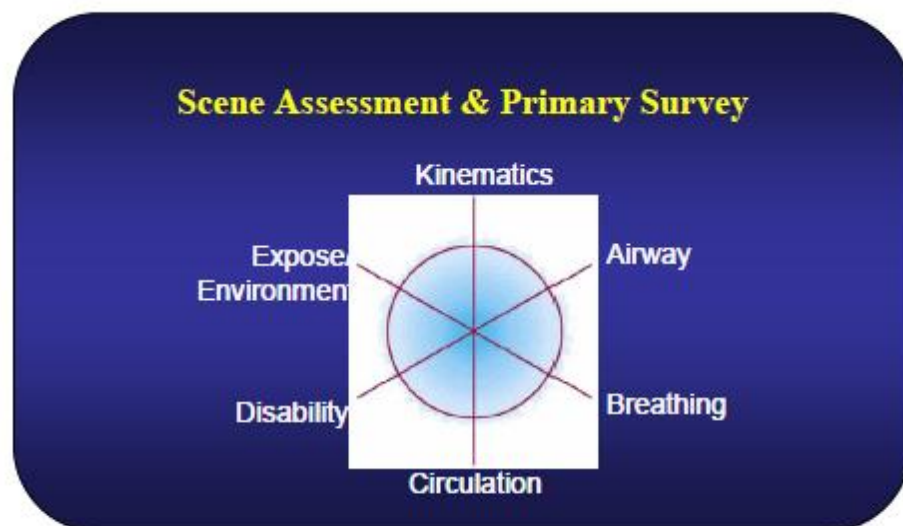 Scene Assessment & Primary Survey
Kinematics
Airway
Breathing
Circulation
Disability
Expose/
Environment